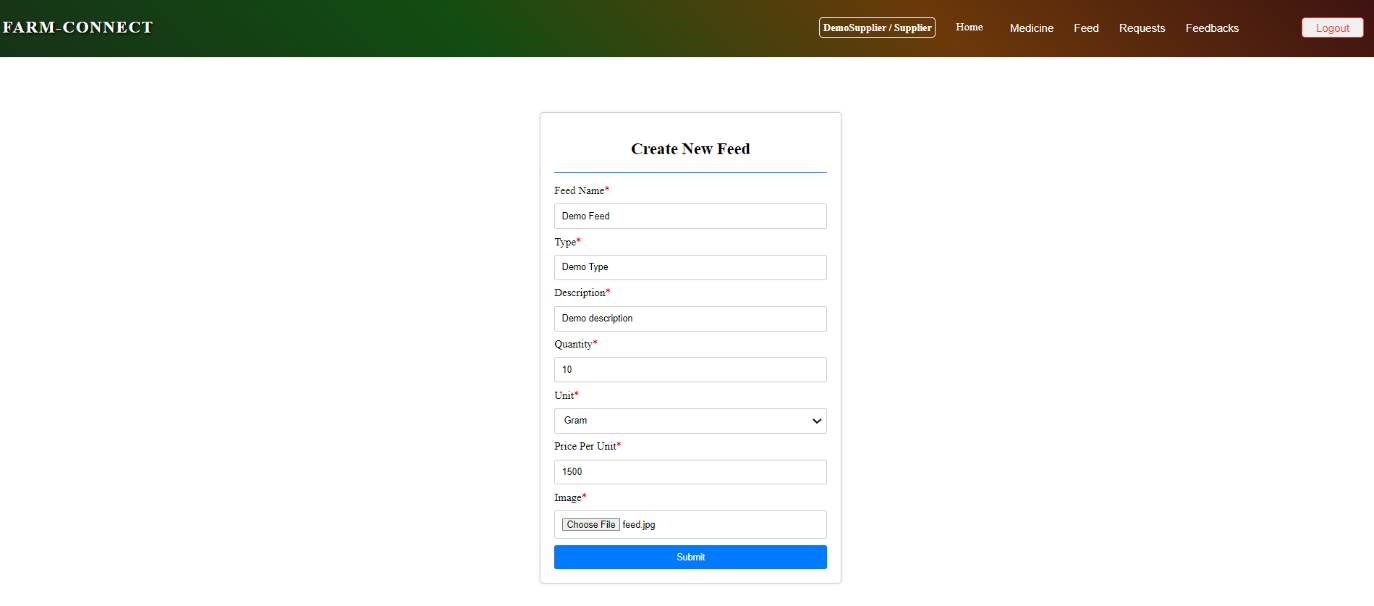 FARM-CONNECT
DemoSupplier / Supplier Home Medicine Feed Requests Feedbacks Logout
Create New Feed
Feed Name*
Demo Feed
Type*
Demo Type
Description*
Demo description
Quantity*
10
Unit*
Gram
Price Per Unit*
1500
Image*
Choose File feed.jpg
Submit